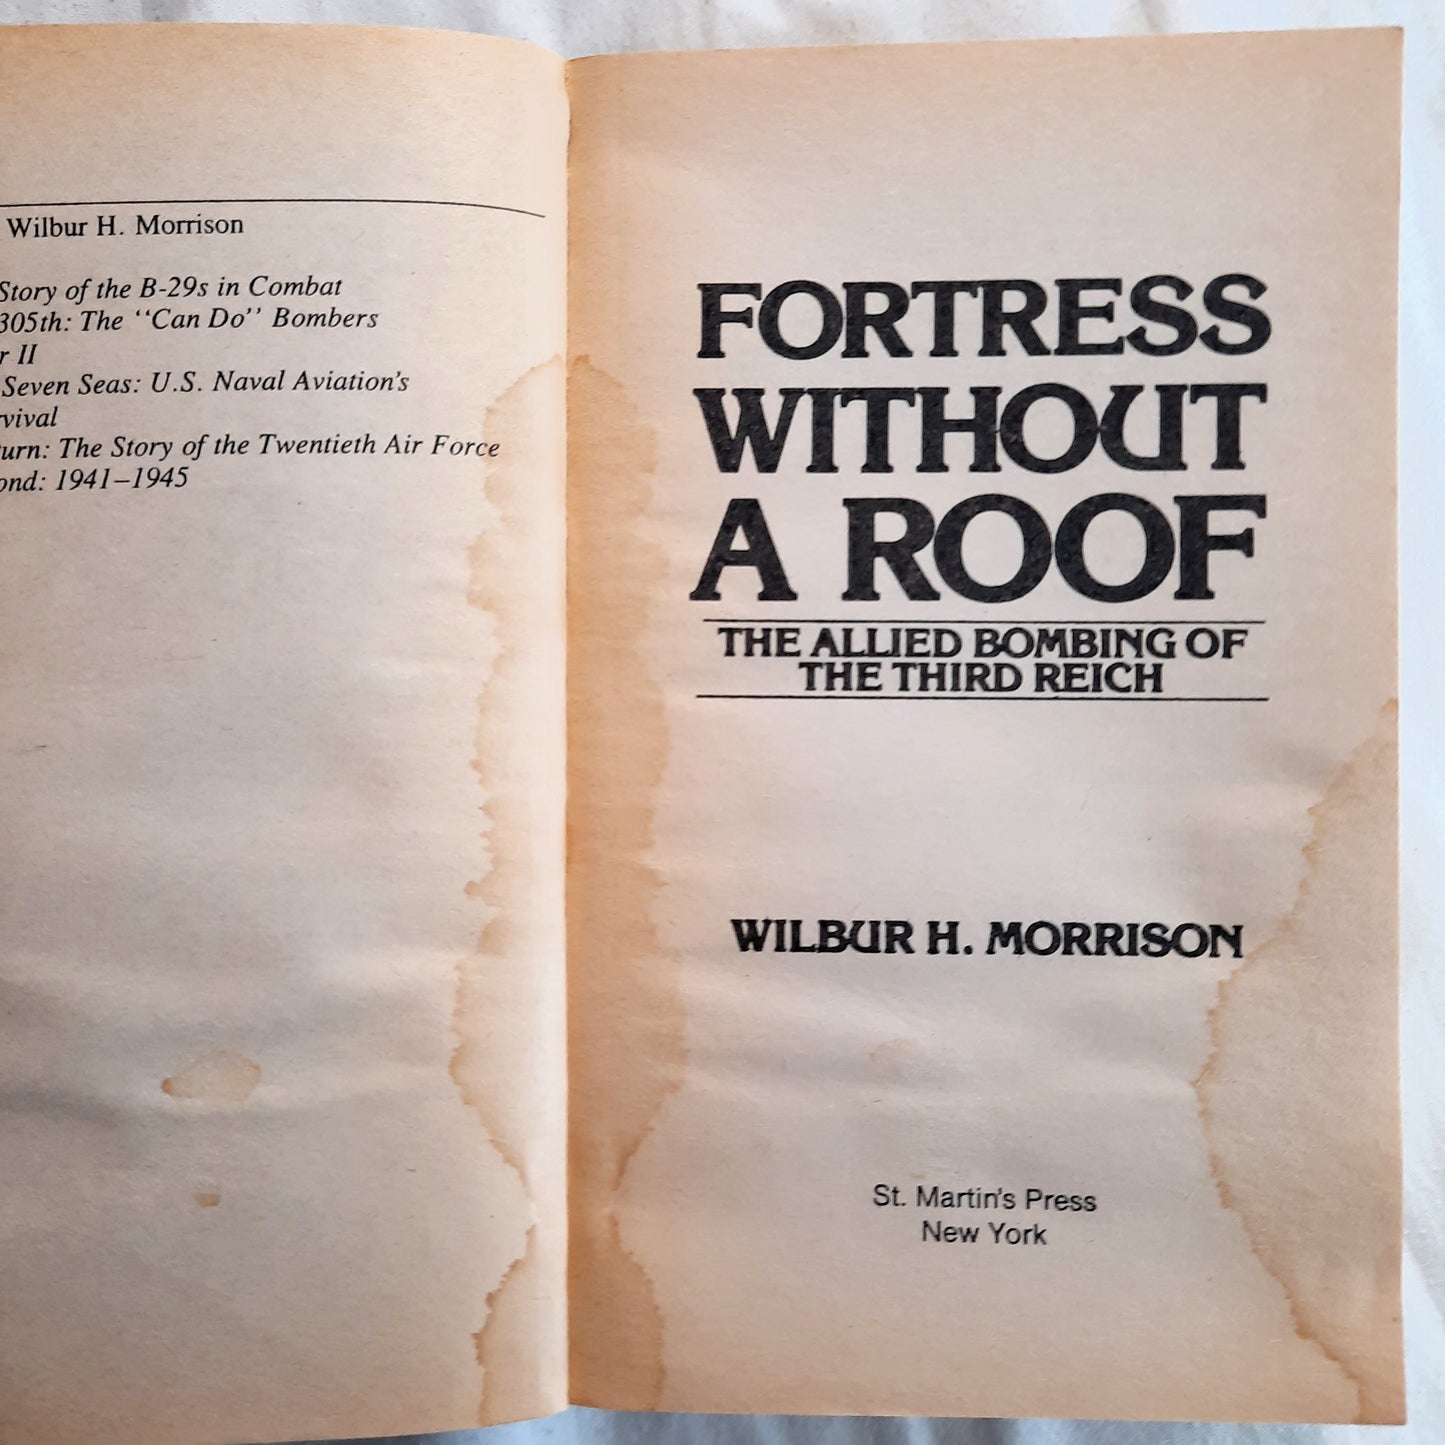 Wilbur H. Morrison
Story of the B-29s in Combat
305th: The "Can Do" Bombers
r II
Seven Seas: U.S. Naval Aviation's
vival
urn: The Story of the Twentieth Air Force
ond: 1941–1945
FORTRESS
WITHOUT
A ROOF
THE ALLIED BOMBING OF
THE THIRD REICH
WILBUR H. MORRISON
St. Martin's Press
New York